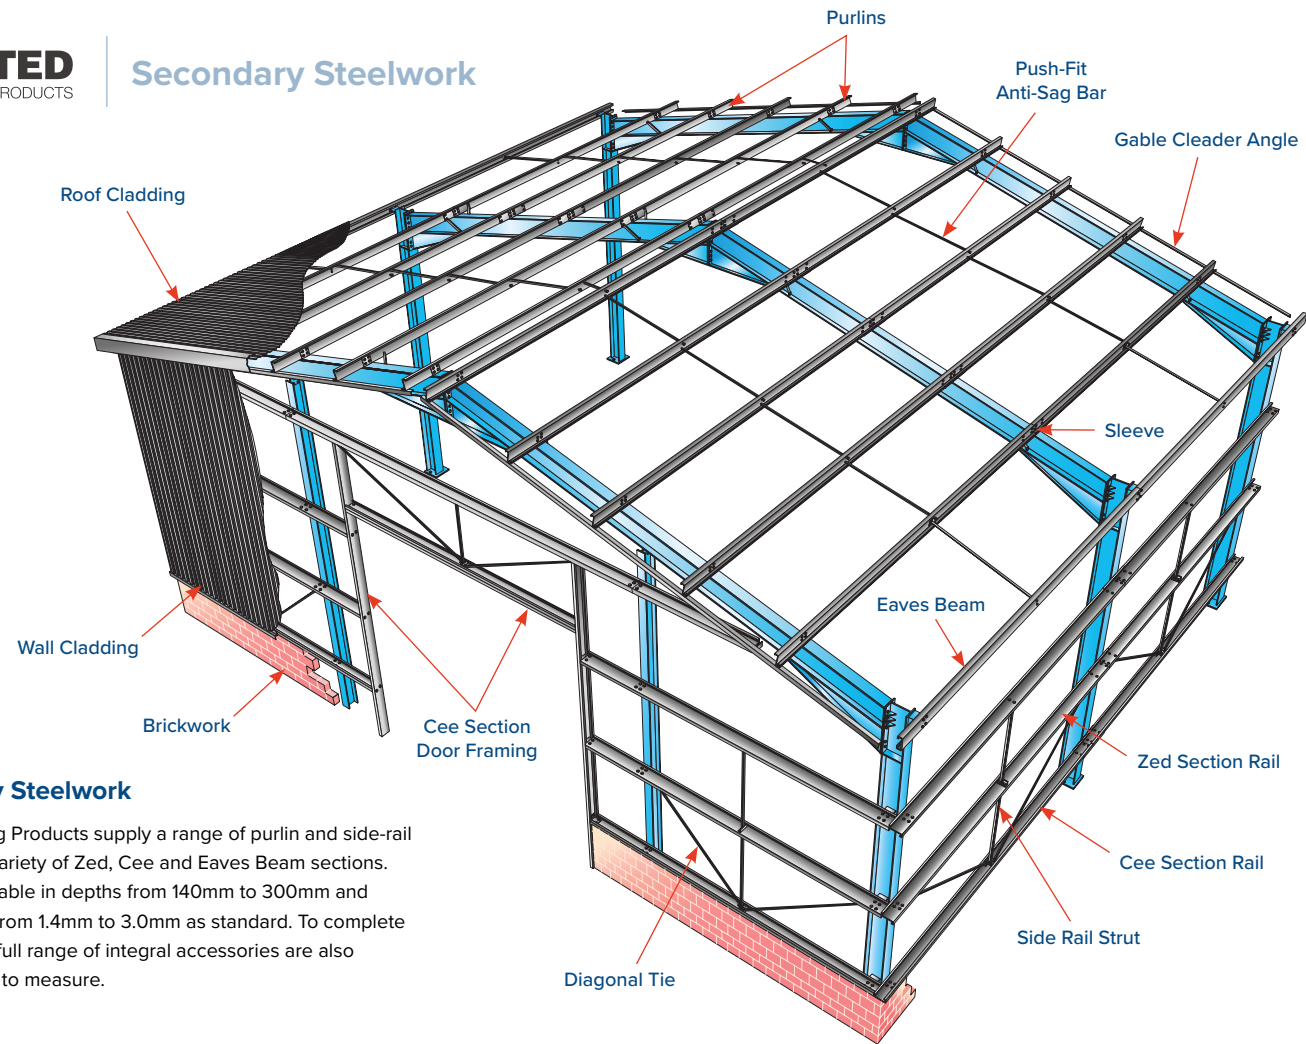 TED
RODUCTS
Secondary Steelwork
Purlins
Push-Fit
Anti-Sag Bar
Gable Cleader Angle
Roof Cladding
Sleeve
Eaves Beam
Wall Cladding
Brickwork
Cee Section
Door Framing
Zed Section Rail
Cee Section Rail
Side Rail Strut
Diagonal Tie
y Steelwork
g Products supply a range of purlin and side-rail
ariety of Zed, Cee and Eaves Beam sections.
able in depths from 140mm to 300mm and
rom 1.4mm to 3.0mm as standard. To complete
full range of integral accessories are also
to measure.